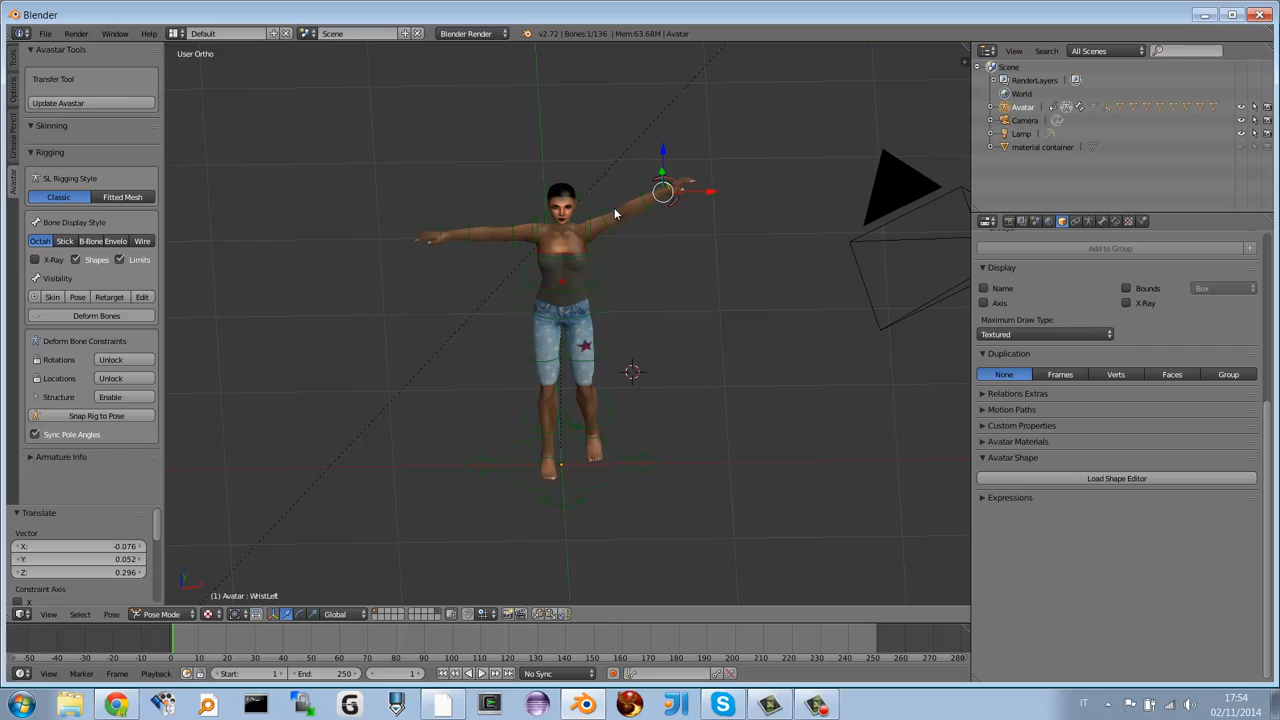 Blender
File Render Window Help Default Scene Blender Render v2.72 | Bones:1/136 | Mem:63.68M | Avatar
Avastar Tools
Transfer Tool
Update Avastar
Skinning
Rigging
SL Rigging Style
Classic Fitted Mesh
Bone Display Style
Octah Stick B-Bone Envelo Wire
X-Ray Shapes Limits
Visibility
Skin Pose Retarget Edit
Deform Bones
Deform Bone Constraints
Rotations Unlock
Locations Unlock
Structure Enable
Snap Rig to Pose
Sync Pole Angles
Armature Info
Translate
Vector
X: -0.076
Y: 0.052
Z: 0.296
Constraint Axis
X
Tools
Options
Grease Pencil
Avastar
User Ortho
(1) Avatar : WristLeft
View Select Pose Pose Mode Global
View Search All Scenes
Scene
RenderLayers
World
Avatar
Camera
Lamp
material container
Add to Group
Display
Name Bounds Box
Axis X-Ray
Maximum Draw Type:
Textured
Duplication
None Frames Verts Faces Group
Relations Extras
Motion Paths
Custom Properties
Avatar Materials
Avatar Shape
Load Shape Editor
Expressions
-50 -40 -30 -20 -10 0 10 20 30 40 50 60 70 80 90 100 110 120 130 140 150 160 170 180 190 200 210 220 230 240 250 260 270 280
View Marker Frame Playback Start: 1 End: 250 1 No Sync
IT 17:54
02/11/2014